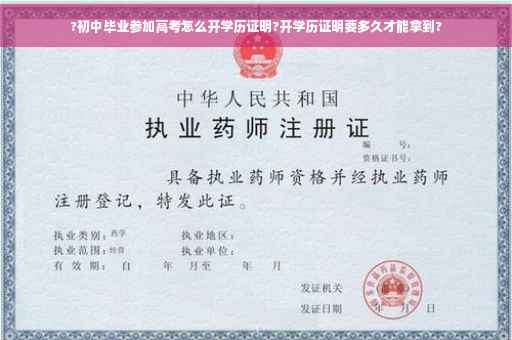 ?初中毕业参加高考怎么开学历证明?开学历证明要多久才能拿到?
中华人民共和国
执业药师注册证
编 号:
资格证书号:
具备执业药师资格并经执业药师
注册登记，特发此证。
执业类别: 药学 执业地区:
执业范围: 经营 执业单位:
有效期: 自 年 月至 年 月
发证机关
发证日期 年 月 日